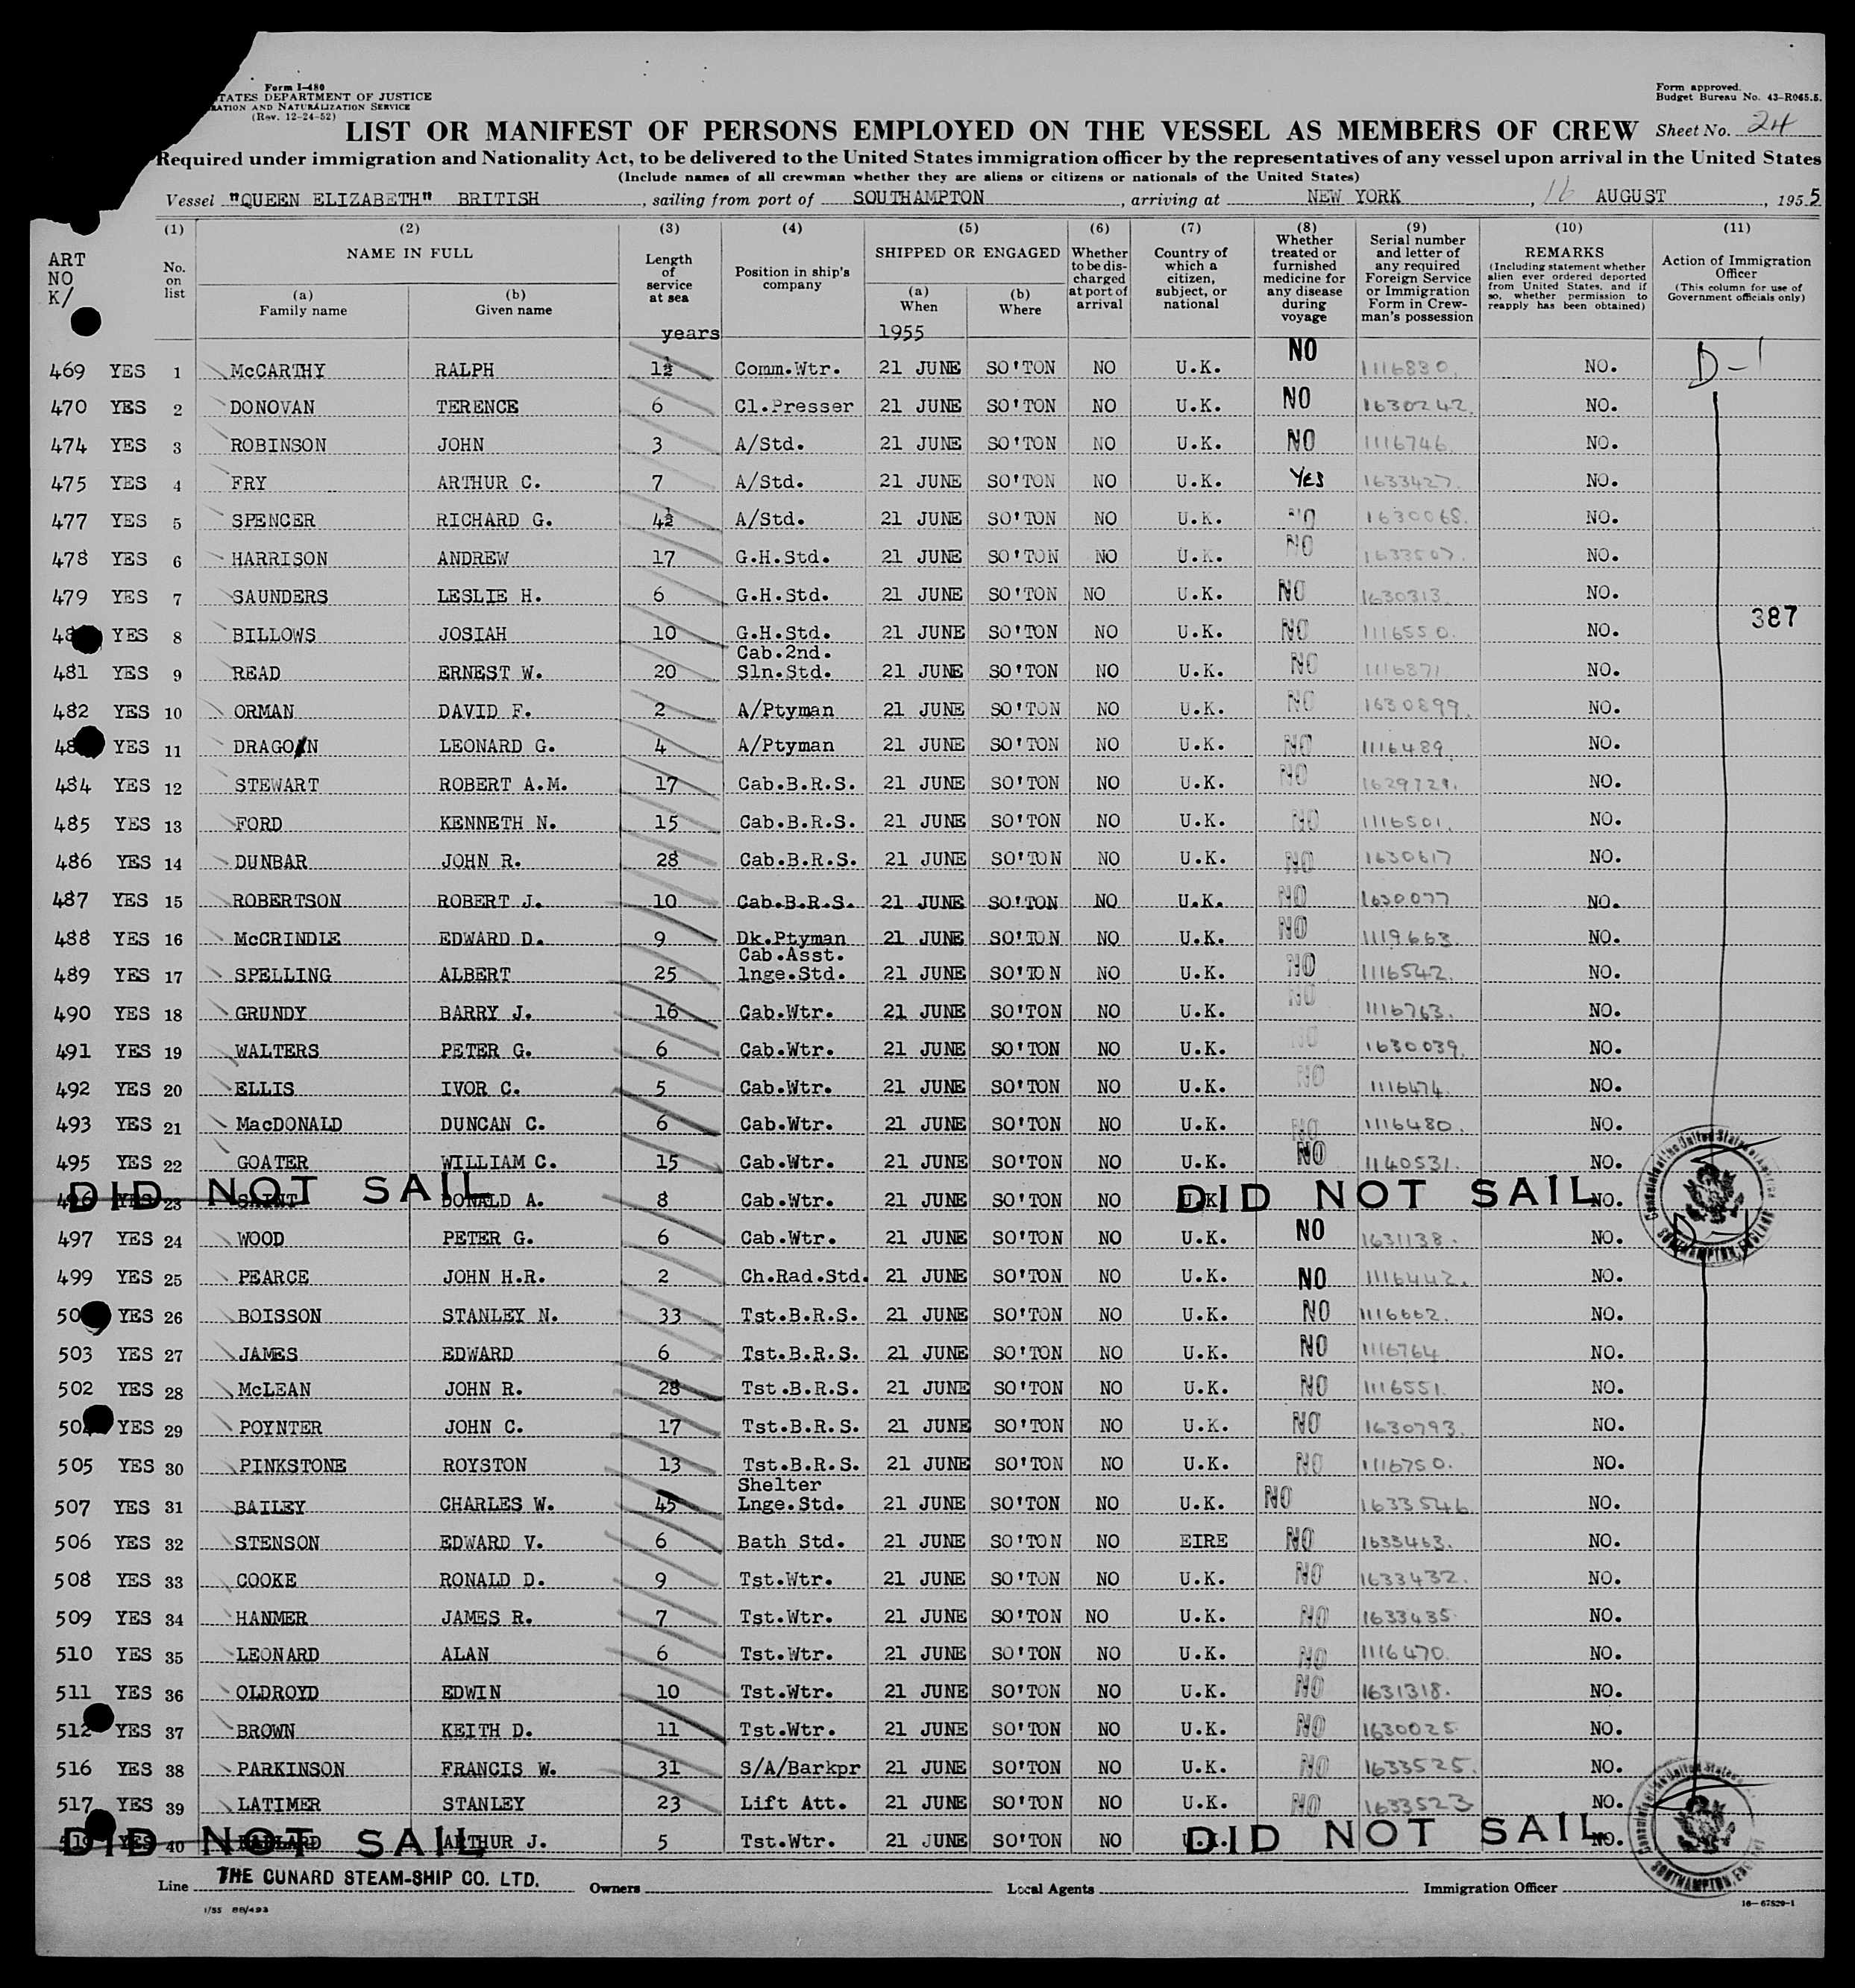 Form I-480
TATES DEPARTMENT OF JUSTICE
RATION AND NATURALIZATION SERVICE
(Rev. 12-24-52)
Form approved.
Budget Bureau No. 43-R065.5.
LIST OR MANIFEST OF PERSONS EMPLOYED ON THE VESSEL AS MEMBERS OF CREW Sheet No. 24
Required under immigration and Nationality Act, to be delivered to the United States immigration officer by the representatives of any vessel upon arrival in the United States
(Include names of all crewman whether they are aliens or citizens or nationals of the United States)
Vessel "QUEEN ELIZABETH" BRITISH, sailing from port of SOUTHAMPTON, arriving at NEW YORK, 16 AUGUST, 1955
ART NO K/
(1) No. on list
(2) NAME IN FULL
(a) Family name
(b) Given name
(3) Length of service at sea
years
(4) Position in ship's company
(5) SHIPPED OR ENGAGED
(a) When
1955
(b) Where
(6) Whether to be discharged at port of arrival
(7) Country of which a citizen, subject, or national
(8) Whether treated or furnished medicine for any disease during voyage
(9) Serial number and letter of any required Foreign Service or Immigration Form in Crewman's possession
(10) REMARKS
(Including statement whether alien ever ordered deported from United States, and if so, whether permission to reapply has been obtained)
(11) Action of Immigration Officer
(This column for use of Government officials only)
469 YES 1 McCARTHY RALPH 1½ Comm.Wtr. 21 JUNE SO'TON NO U.K. NO 1116830. NO. D-1
470 YES 2 DONOVAN TERENCE 6 Cl.Presser 21 JUNE SO'TON NO U.K. NO 1630242. NO.
474 YES 3 ROBINSON JOHN 3 A/Std. 21 JUNE SO'TON NO U.K. NO 1116746. NO.
475 YES 4 FRY ARTHUR C. 7 A/Std. 21 JUNE SO'TON NO U.K. YES 1633427. NO.
477 YES 5 SPENCER RICHARD G. 4½ A/Std. 21 JUNE SO'TON NO U.K. NO 1630068. NO.
478 YES 6 HARRISON ANDREW 17 G.H.Std. 21 JUNE SO'TON NO U.K. NO 1633507. NO.
479 YES 7 SAUNDERS LESLIE H. 6 G.H.Std. 21 JUNE SO'TON NO U.K. NO 1630313. NO.
387
YES 8 BILLOWS JOSIAH 10 G.H.Std. 21 JUNE SO'TON NO U.K. NO 1116550. NO.
481 YES 9 READ ERNEST W. 20 Cab.2nd. Sln.Std. 21 JUNE SO'TON NO U.K. NO 1116871. NO.
482 YES 10 ORMAN DAVID F. 2 A/Ptyman 21 JUNE SO'TON NO U.K. NO 1630899. NO.
YES 11 DRAGON LEONARD G. 4 A/Ptyman 21 JUNE SO'TON NO U.K. NO 1116489. NO.
484 YES 12 STEWART ROBERT A.M. 17 Cab.B.R.S. 21 JUNE SO'TON NO U.K. NO 1629729. NO.
485 YES 13 FORD KENNETH N. 15 Cab.B.R.S. 21 JUNE SO'TON NO U.K. NO 1116501. NO.
486 YES 14 DUNBAR JOHN R. 28 Cab.B.R.S. 21 JUNE SO'TON NO U.K. NO 1630617 NO.
487 YES 15 ROBERTSON ROBERT J. 10 Cab.B.R.S. 21 JUNE SO'TON NO U.K. NO 1630077 NO.
488 YES 16 McCRINDLE EDWARD D. 9 Dk.Ptyman 21 JUNE SO'TON NO U.K. NO 1119663 NO.
489 YES 17 SPELLING ALBERT 25 Cab.Asst. lnge.Std. 21 JUNE SO'TON NO U.K. NO 1116542. NO.
490 YES 18 GRUNDY BARRY J. 16 Cab.Wtr. 21 JUNE SO'TON NO U.K. NO 1116763. NO.
491 YES 19 WALTERS PETER G. 6 Cab.Wtr. 21 JUNE SO'TON NO U.K. NO 1630039. NO.
492 YES 20 ELLIS IVOR C. 5 Cab.Wtr. 21 JUNE SO'TON NO U.K. NO 1116474. NO.
493 YES 21 MacDONALD DUNCAN C. 6 Cab.Wtr. 21 JUNE SO'TON NO U.K. NO 1116480. NO.
495 YES 22 GOATER WILLIAM C. 15 Cab.Wtr. 21 JUNE SO'TON NO U.K. NO 1140531. NO.
496 YES 23 SAINT DONALD A. 8 Cab.Wtr. 21 JUNE SO'TON NO U.K. NO.
DID NOT SAIL DID NOT SAIL
497 YES 24 WOOD PETER G. 6 Cab.Wtr. 21 JUNE SO'TON NO U.K. NO 1631138. NO.
499 YES 25 PEARCE JOHN H.R. 2 Ch.Rad.Std. 21 JUNE SO'TON NO U.K. NO 1116442. NO.
YES 26 BOISSON STANLEY N. 33 Tst.B.R.S. 21 JUNE SO'TON NO U.K. NO 1116662. NO.
503 YES 27 JAMES EDWARD 6 Tst.B.R.S. 21 JUNE SO'TON NO U.K. NO 1116764 NO.
502 YES 28 McLEAN JOHN R. 28 Tst.B.R.S. 21 JUNE SO'TON NO U.K. NO 1116551. NO.
504 YES 29 POYNTER JOHN C. 17 Tst.B.R.S. 21 JUNE SO'TON NO U.K. NO 1630793. NO.
505 YES 30 PINKSTONE ROYSTON 13 Tst.B.R.S. 21 JUNE SO'TON NO U.K. NO 1116750. NO.
507 YES 31 BAILEY CHARLES W. 45 Shelter Lnge.Std. 21 JUNE SO'TON NO U.K. NO 1633546 NO.
506 YES 32 STENSON EDWARD V. 6 Bath Std. 21 JUNE SO'TON NO EIRE NO 1633463. NO.
508 YES 33 COOKE RONALD D. 9 Tst.Wtr. 21 JUNE SO'TON NO U.K. NO 1633432. NO.
509 YES 34 HANMER JAMES R. 7 Tst.Wtr. 21 JUNE SO'TON NO U.K. NO 1633435 NO.
510 YES 35 LEONARD ALAN 6 Tst.Wtr. 21 JUNE SO'TON NO U.K. NO 1116470. NO.
511 YES 36 OLDROYD EDWIN 10 Tst.Wtr. 21 JUNE SO'TON NO U.K. NO 1631318. NO.
512 YES 37 BROWN KEITH D. 11 Tst.Wtr. 21 JUNE SO'TON NO U.K. NO 1630025 NO.
516 YES 38 PARKINSON FRANCIS W. 31 S/A/Barkpr 21 JUNE SO'TON NO U.K. NO 1633525. NO.
517 YES 39 LATIMER STANLEY 23 Lift Att. 21 JUNE SO'TON NO U.K. NO 1633523 NO.
519 YES 40 ARTHUR J. 5 Tst.Wtr. 21 JUNE SO'TON NO U.K. NO.
DID NOT SAIL DID NOT SAIL
Line THE CUNARD STEAM-SHIP CO. LTD. Owners Local Agents Immigration Officer
1/55 88/493
16-67529-1